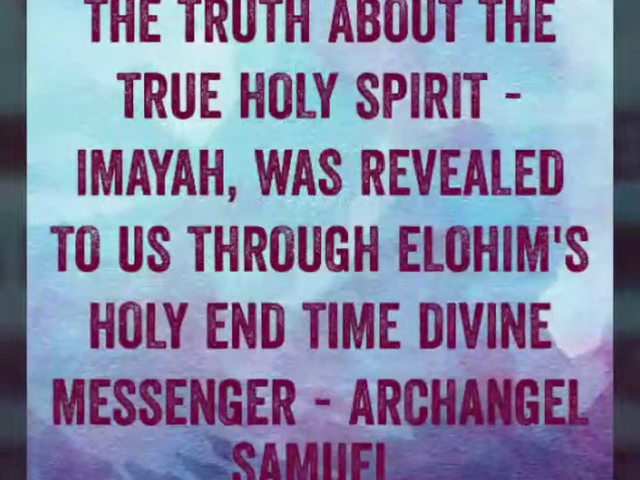 THE TRUTH ABOUT THE
TRUE HOLY SPIRIT -
IMAYAH, WAS REVEALED
TO US THROUGH ELOHIM'S
HOLY END TIME DIVINE
MESSENGER - ARCHANGEL
SAMUEL